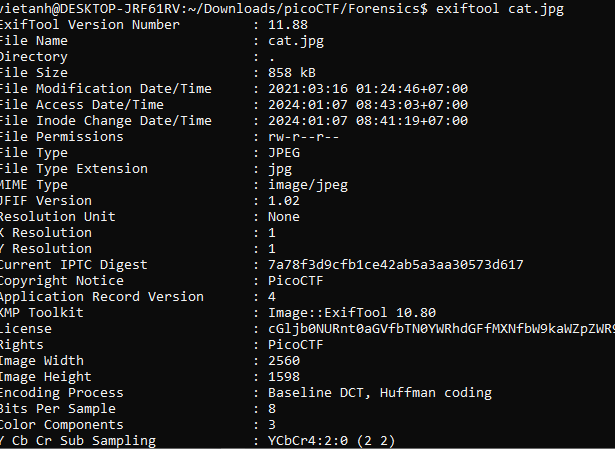 vietanh@DESKTOP-JRF61RV:~/Downloads/picoCTF/Forensics$ exiftool cat.jpg
ExifTool Version Number : 11.88
File Name : cat.jpg
Directory : .
File Size : 858 kB
File Modification Date/Time : 2021:03:16 01:24:46+07:00
File Access Date/Time : 2024:01:07 08:43:03+07:00
File Inode Change Date/Time : 2024:01:07 08:41:19+07:00
File Permissions : rw-r--r--
File Type : JPEG
File Type Extension : jpg
MIME Type : image/jpeg
JFIF Version : 1.02
Resolution Unit : None
X Resolution : 1
Y Resolution : 1
Current IPTC Digest : 7a78f3d9cfb1ce42ab5a3aa30573d617
Copyright Notice : PicoCTF
Application Record Version : 4
XMP Toolkit : Image::ExifTool 10.80
License : cGljb0NURnt0aGVfbTN0YWRhdGFfMXNfbW9kaWZpZWR9
Rights : PicoCTF
Image Width : 2560
Image Height : 1598
Encoding Process : Baseline DCT, Huffman coding
Bits Per Sample : 8
Color Components : 3
Y Cb Cr Sub Sampling : YCbCr4:2:0 (2 2)